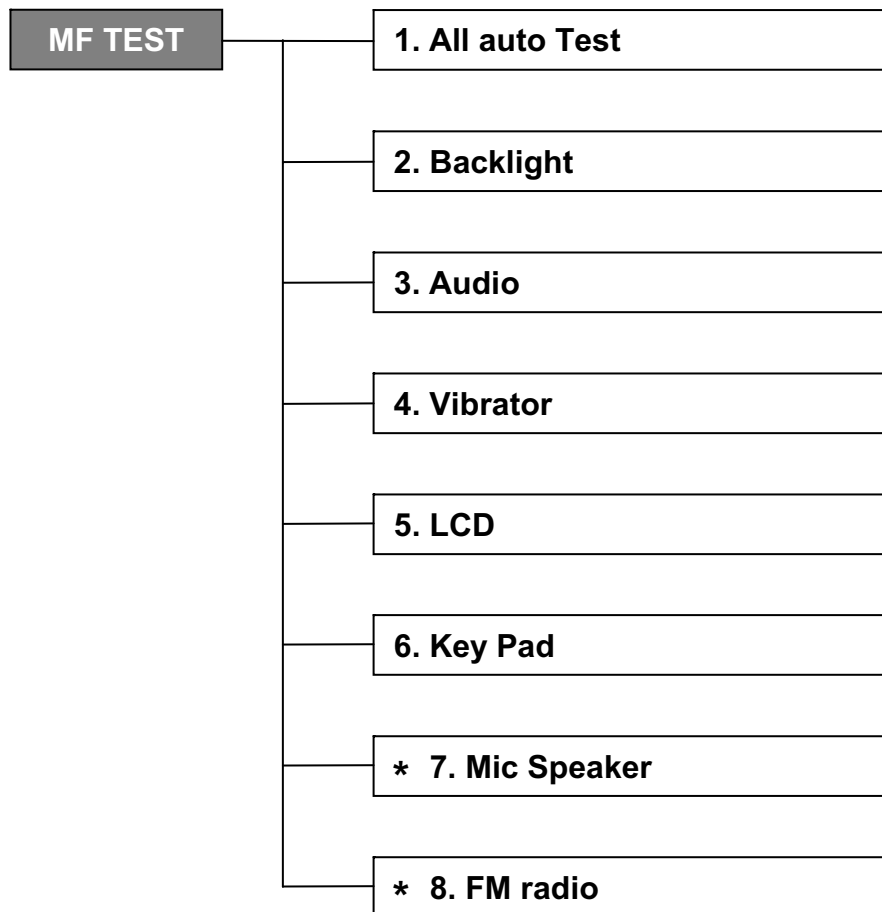 MF TEST
1. All auto Test
2. Backlight
3. Audio
4. Vibrator
5. LCD
6. Key Pad
* 7. Mic Speaker
* 8. FM radio